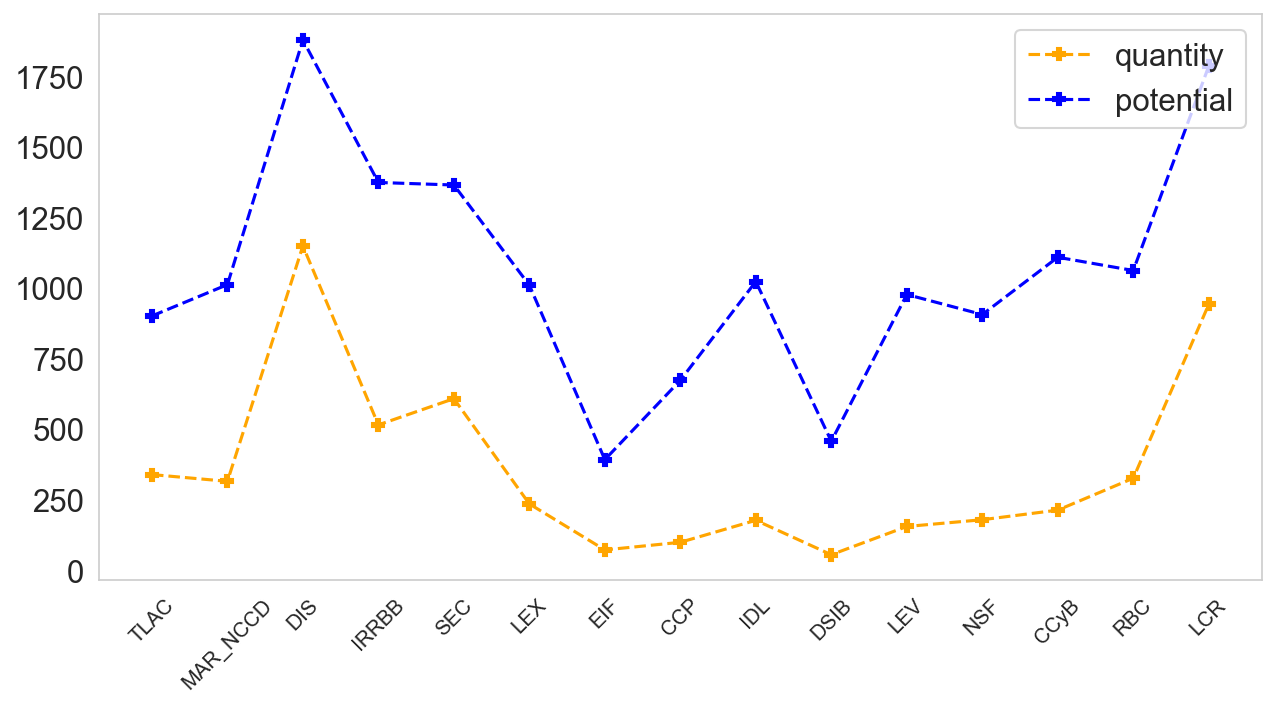 1750
1500
1250
1000
750
500
250
0
quantity
potential
TLAC
MAR_NCCD
DIS
IRRBB
SEC
LEX
EIF
CCP
IDL
DSIB
LEV
NSF
CCyB
RBC
LCR